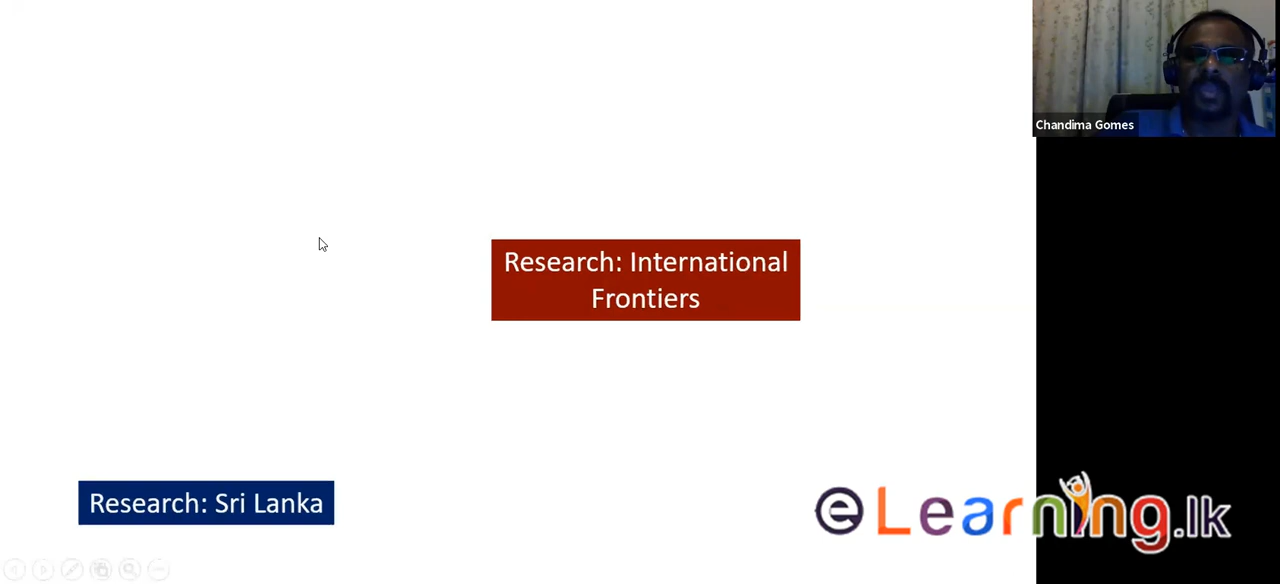 Chandima Gomes
Research: International
Frontiers
Research: Sri Lanka
eLearning.lk